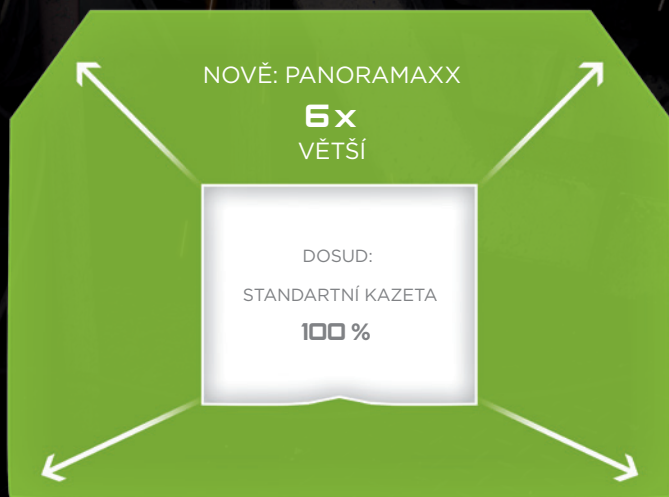 NOVĚ: PANORAMAXX
6x
VĚTŠÍ
DOSUD:
STANDARTNÍ KAZETA
100 %